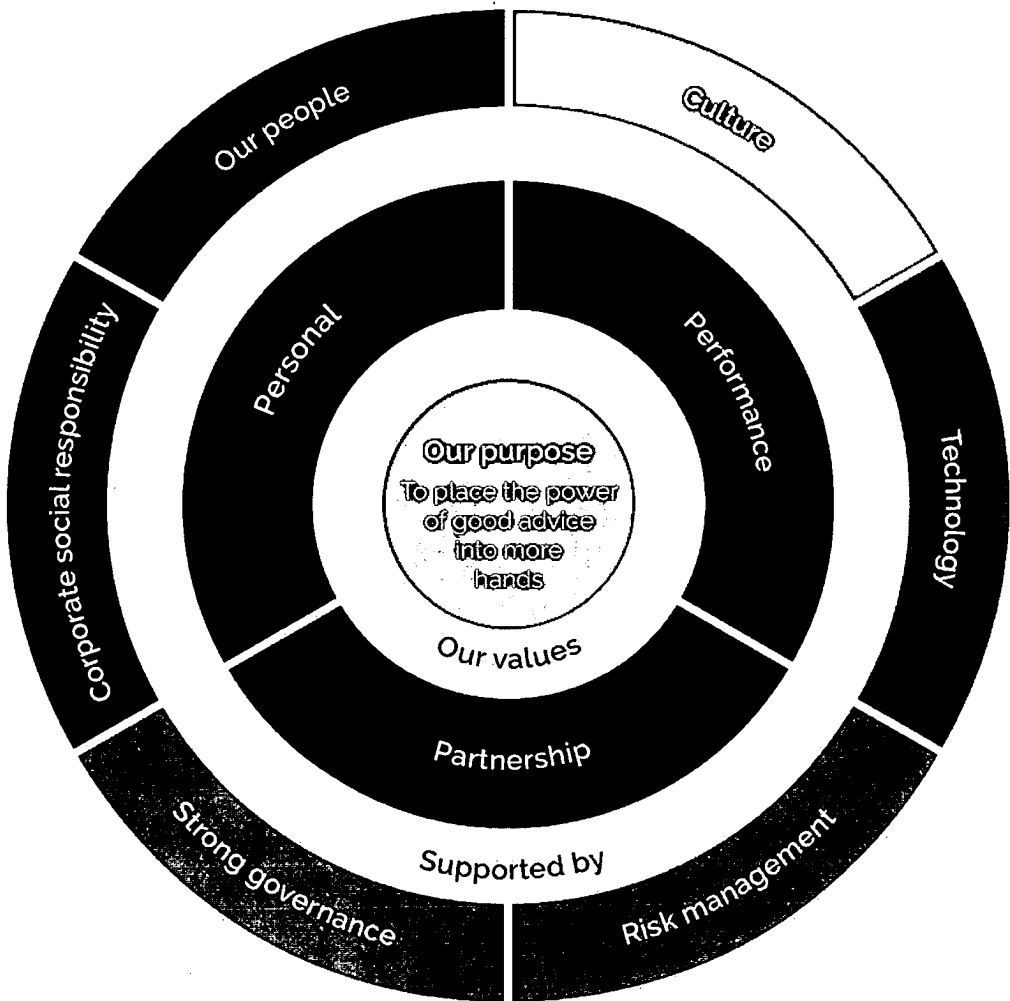 Our purpose
To place the power
of good advice
into more
hands
Our values
Personal
Performance
Partnership
Supported by
Our people
Culture
Technology
Risk management
Strong governance
Corporate social responsibility